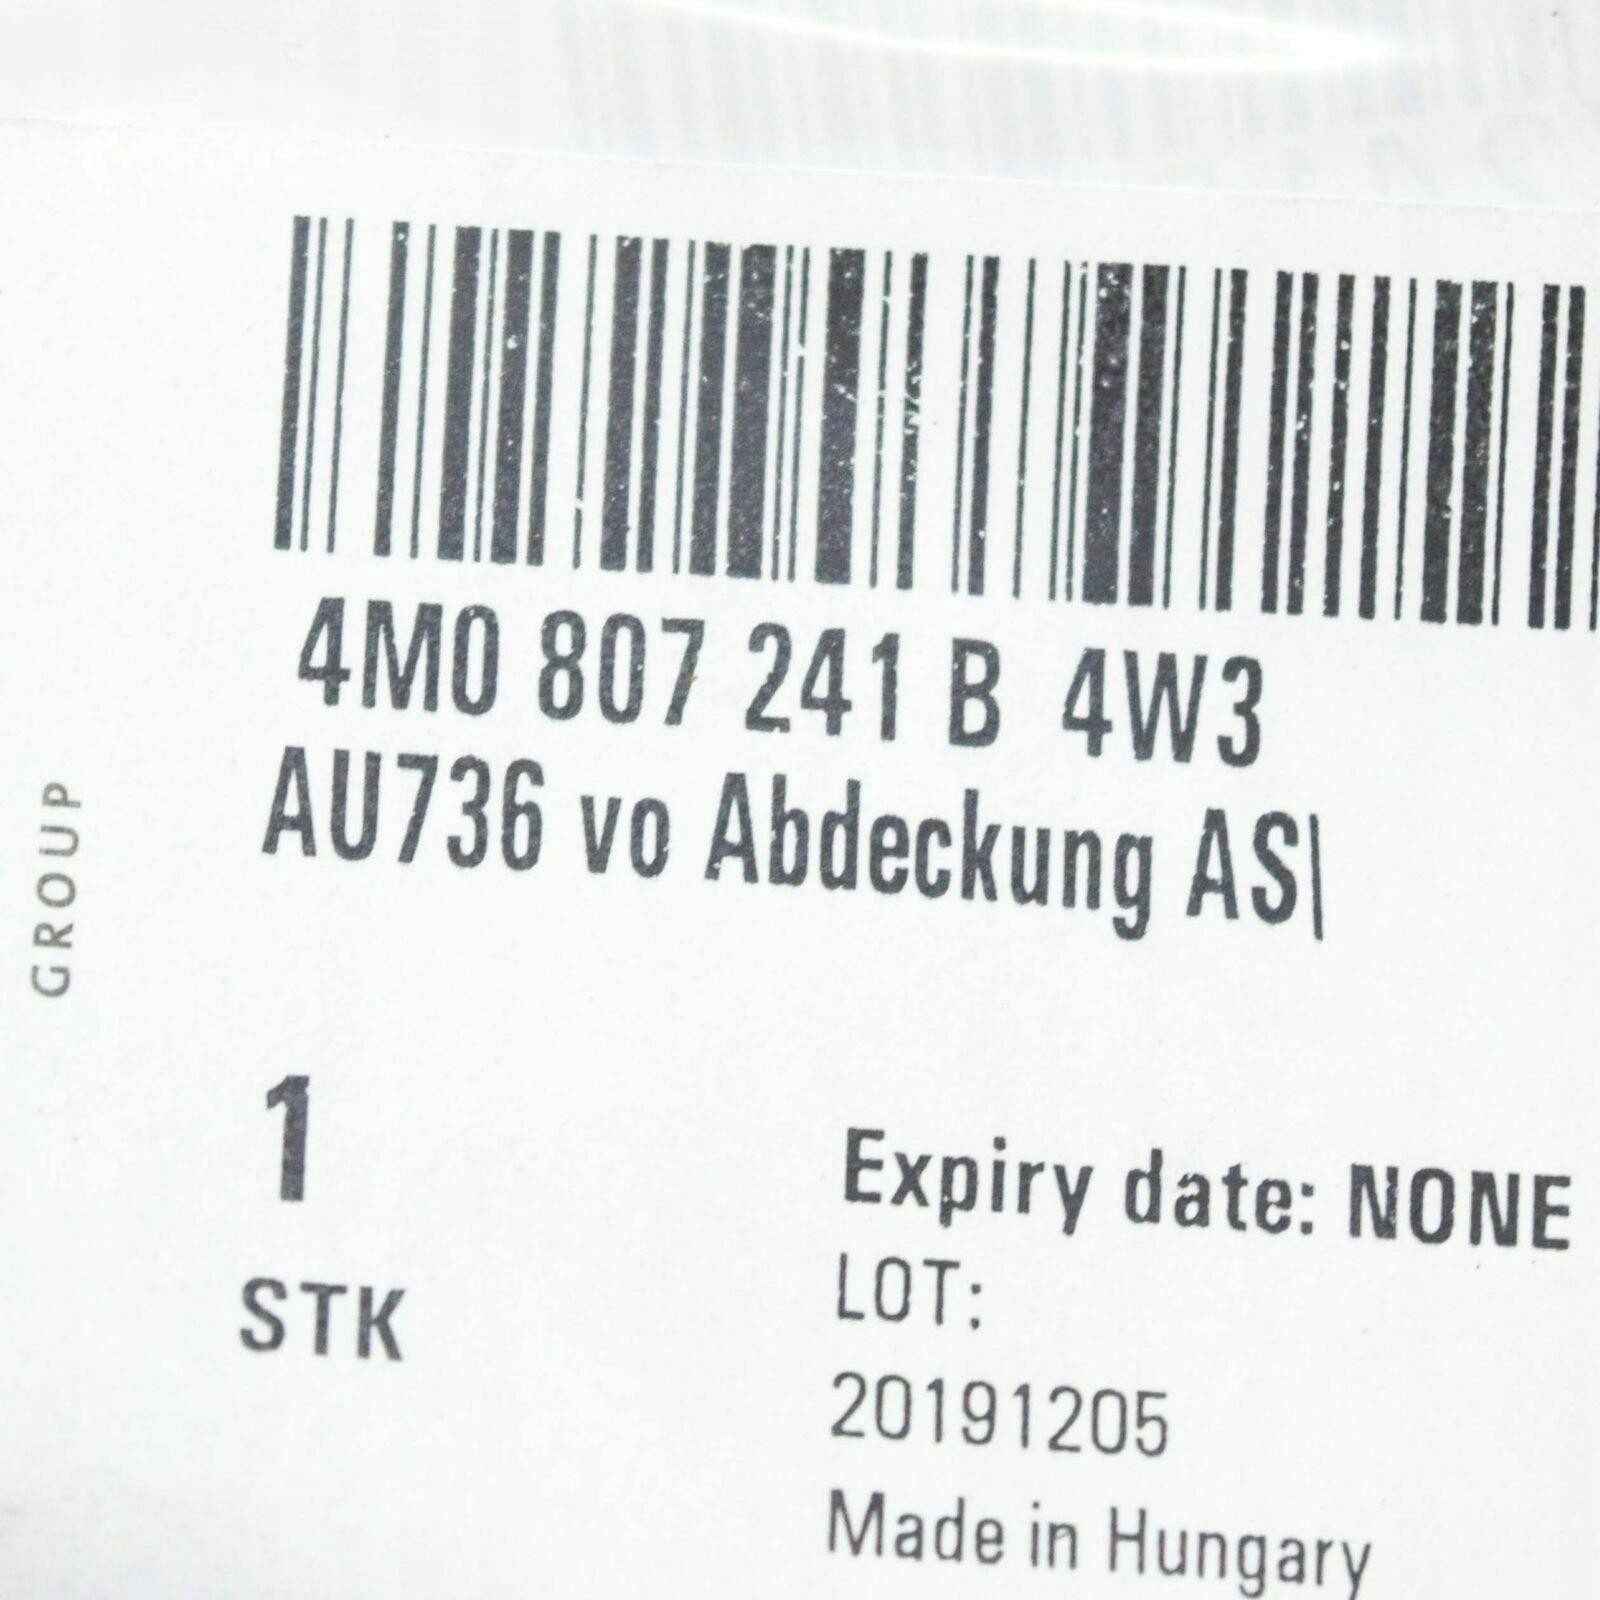 4M0 807 241 B 4W3
AU736 vo Abdeckung AS|
GROUP
1
STK
Expiry date: NONE
LOT:
20191205
Made in Hungary